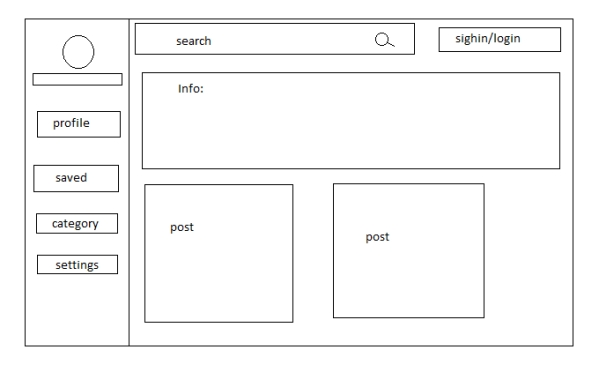 search
sighin/login
Info:
profile
saved
category
settings
post
post